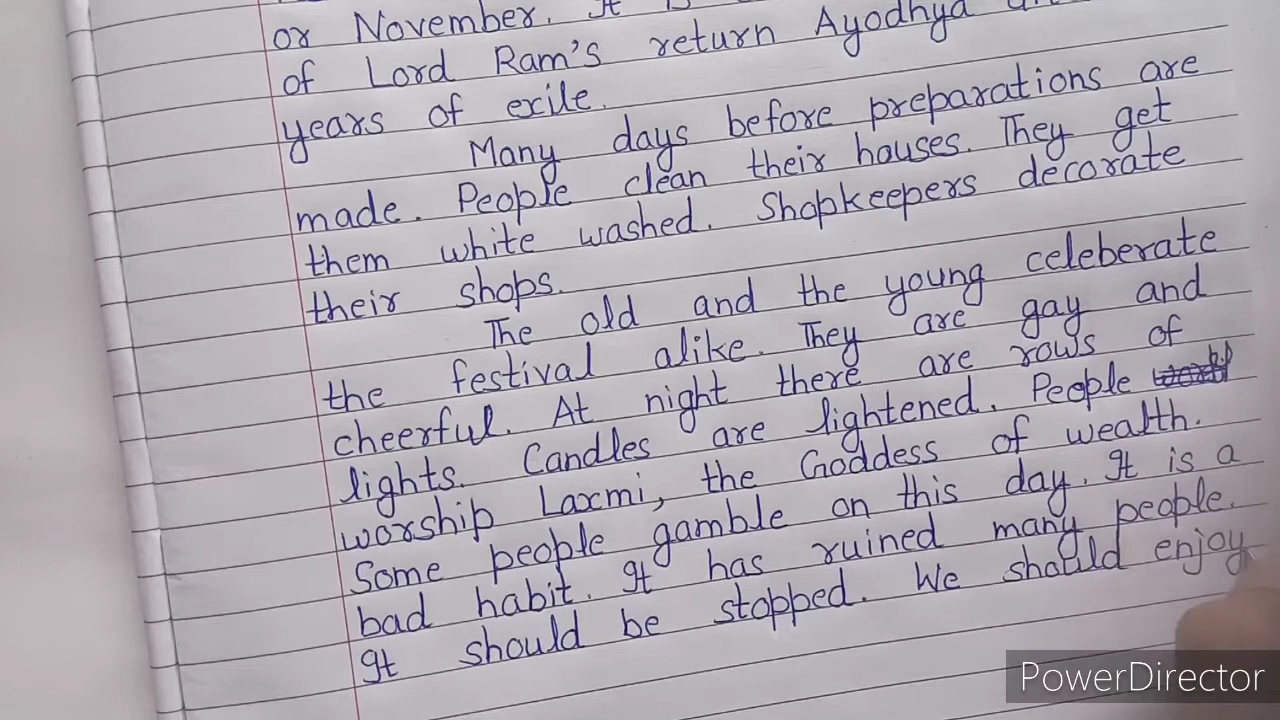 or November. It
of Lord Ram's return Ayodhya
years of exile.
Many days before preparations are
made. People clean their houses. They get
them white washed. Shopkeepers decorate
their shops.
The old and the young celeberate
the festival alike. They are gay and
cheerful. At night there are rows of
lights. Candles are lightened. People
worship Laxmi, the Goddess of wealth.
Some people gamble on this day. It is a
bad habit. It has ruined many people.
It should be stopped. We should enjoy
PowerDirector